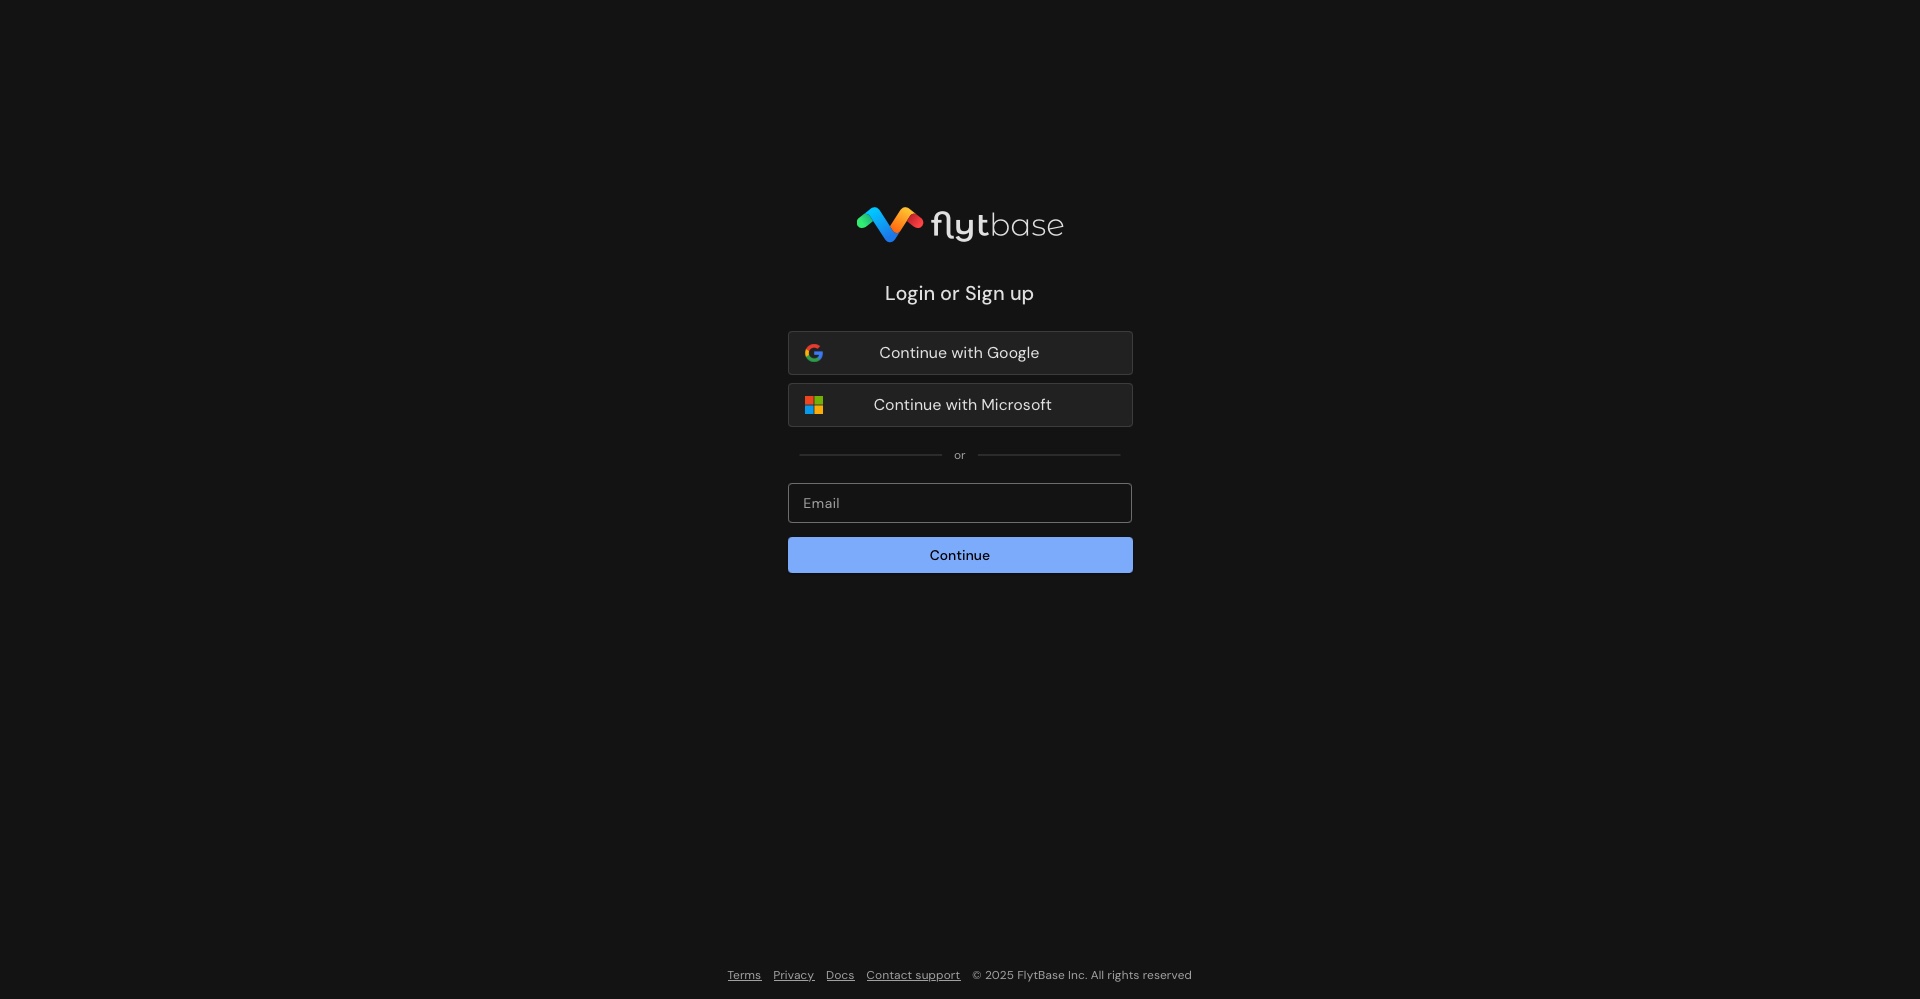 flytbase
Login or Sign up
Continue with Google
Continue with Microsoft
or
Email
Continue
Terms Privacy Docs Contact support © 2025 FlytBase Inc. All rights reserved